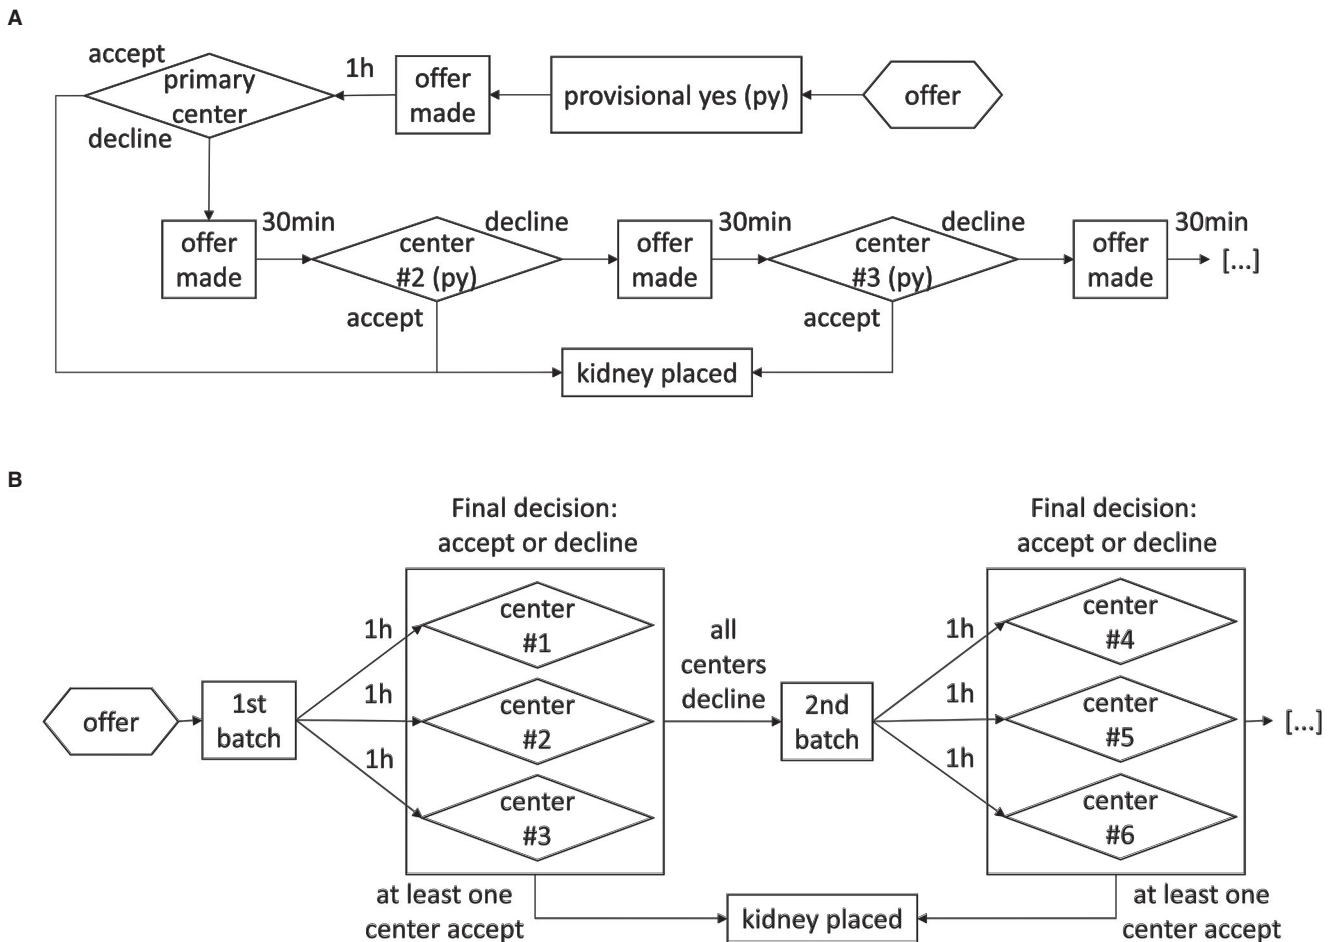 A
accept
primary
center
decline
1h
offer
made
provisional yes (py)
offer
offer
made
30min
center
#2 (py)
decline
accept
offer
made
30min
center
#3 (py)
decline
accept
offer
made
30min
[...]
kidney placed
B
offer
1st
batch
1h
1h
1h
Final decision:
accept or decline
center
#1
center
#2
center
#3
at least one
center accept
all
centers
decline
2nd
batch
1h
1h
1h
Final decision:
accept or decline
center
#4
center
#5
center
#6
at least one
center accept
[...]
kidney placed